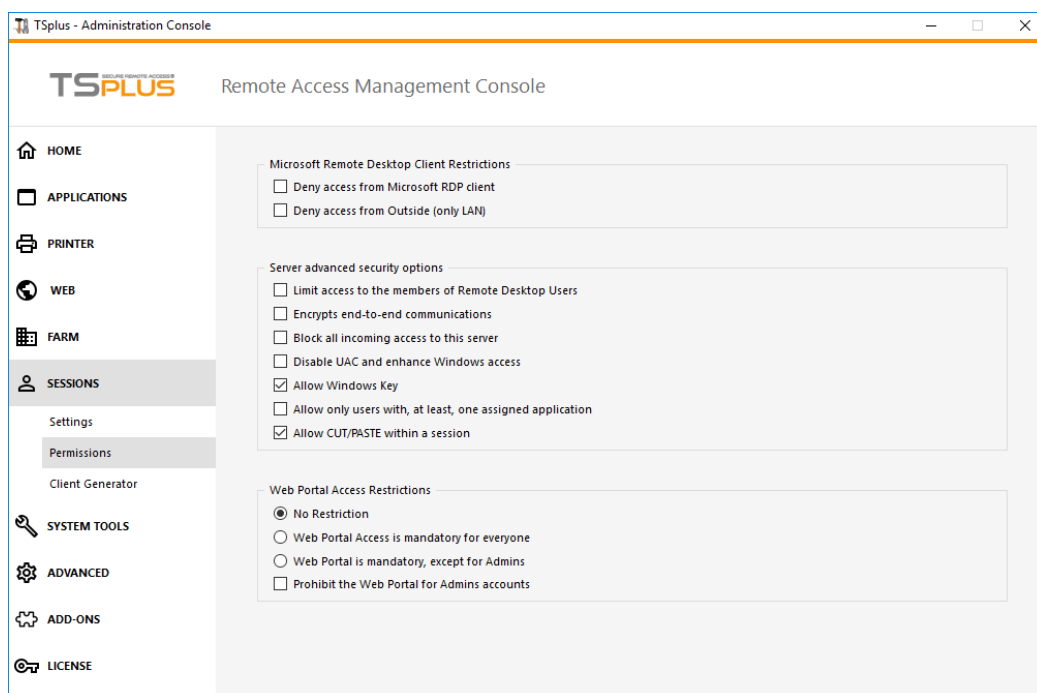 TSplus - Administration Console
TSPLUS
SECURE REMOTE ACCESS®
Remote Access Management Console
HOME
APPLICATIONS
PRINTER
WEB
FARM
SESSIONS
Settings
Permissions
Client Generator
SYSTEM TOOLS
ADVANCED
ADD-ONS
LICENSE
Microsoft Remote Desktop Client Restrictions
Deny access from Microsoft RDP client
Deny access from Outside (only LAN)
Server advanced security options
Limit access to the members of Remote Desktop Users
Encrypts end-to-end communications
Block all incoming access to this server
Disable UAC and enhance Windows access
Allow Windows Key
Allow only users with, at least, one assigned application
Allow CUT/PASTE within a session
Web Portal Access Restrictions
No Restriction
Web Portal Access is mandatory for everyone
Web Portal is mandatory, except for Admins
Prohibit the Web Portal for Admins accounts